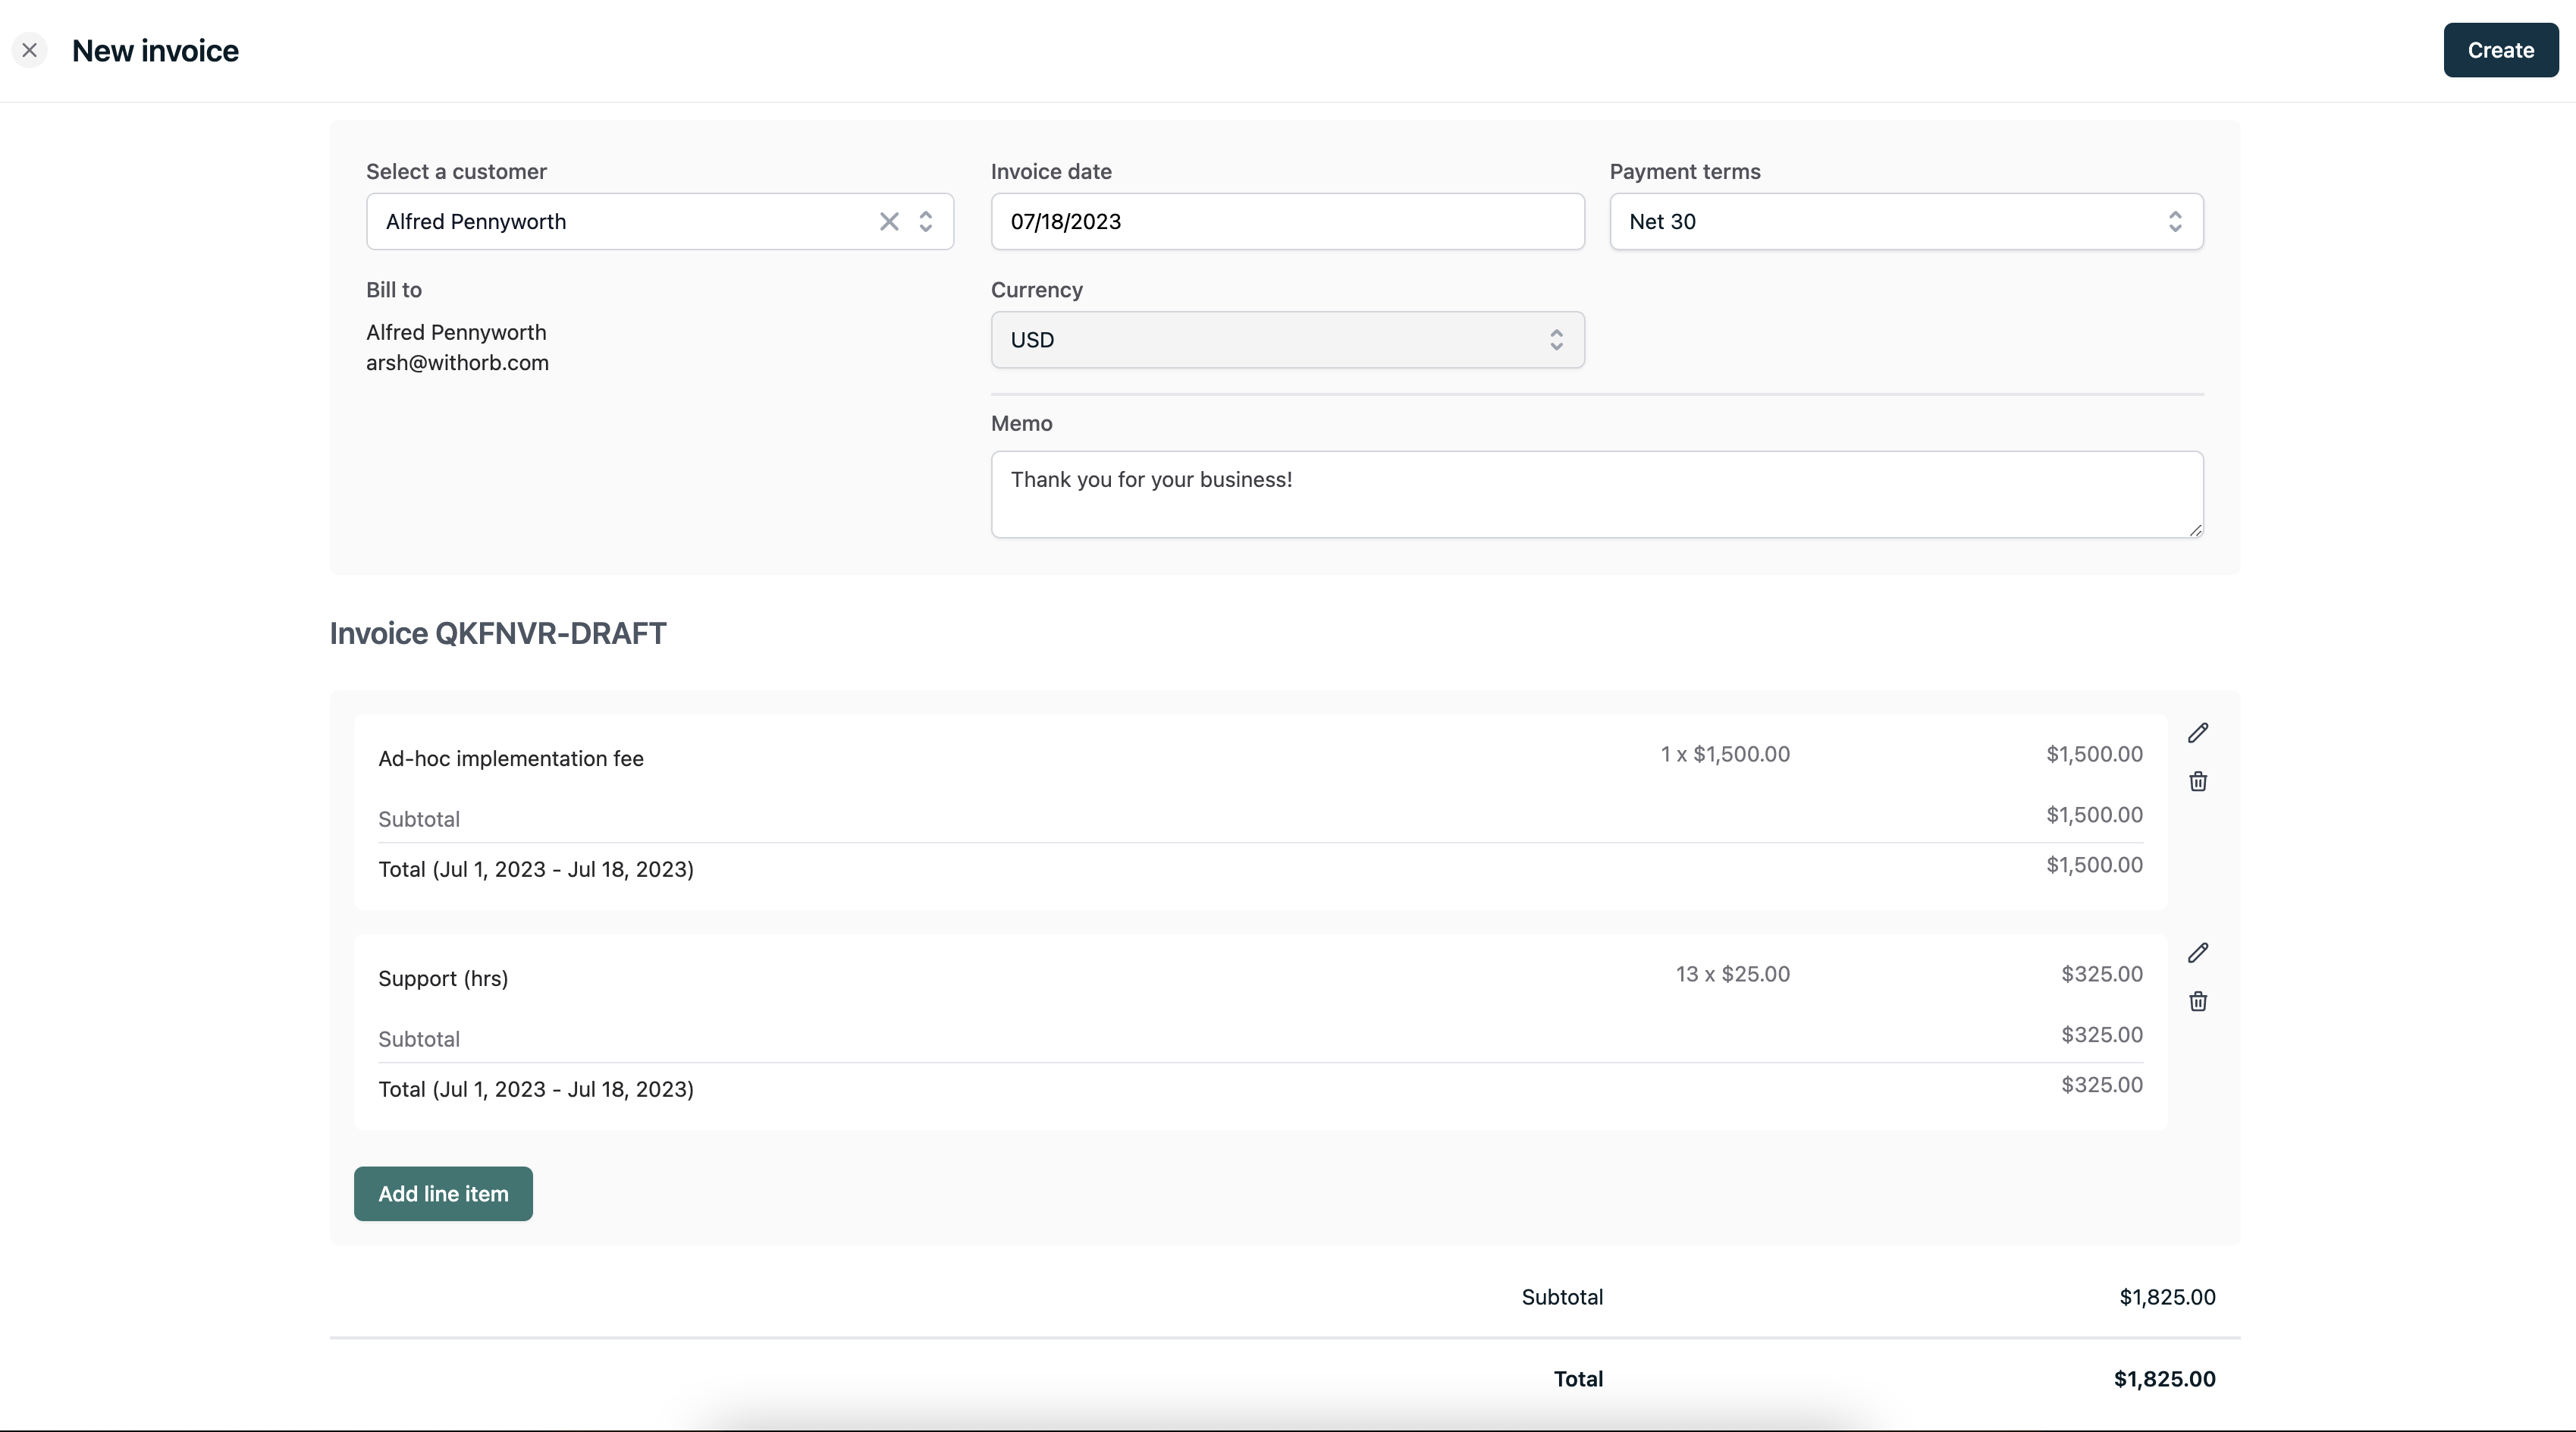 New invoice
Create
Select a customer
Alfred Pennyworth
Invoice date
07/18/2023
Payment terms
Net 30
Bill to
Alfred Pennyworth
arsh@withorb.com
Currency
USD
Memo
Thank you for your business!
Invoice QKFNVR-DRAFT
Ad-hoc implementation fee 1 x $1,500.00 $1,500.00
Subtotal $1,500.00
Total (Jul 1, 2023 - Jul 18, 2023) $1,500.00
Support (hrs) 13 x $25.00 $325.00
Subtotal $325.00
Total (Jul 1, 2023 - Jul 18, 2023) $325.00
Add line item
Subtotal $1,825.00
Total $1,825.00